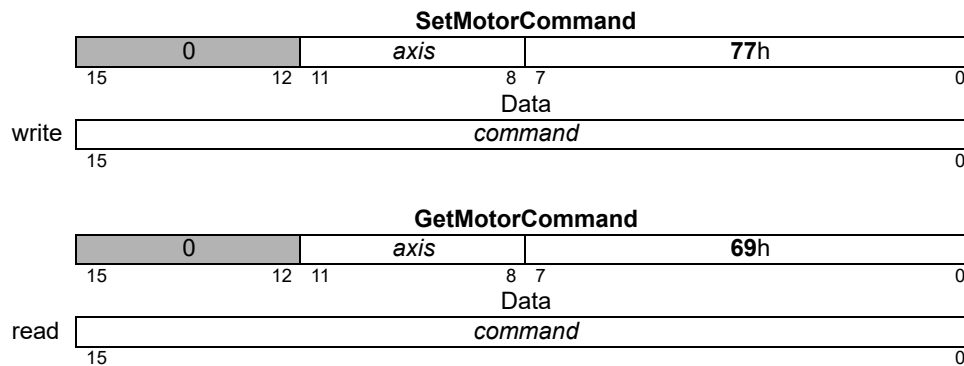 SetMotorCommand
0 axis 77h
15 12 11 8 7 0
Data
write command
15 0
GetMotorCommand
0 axis 69h
15 12 11 8 7 0
Data
read command
15 0